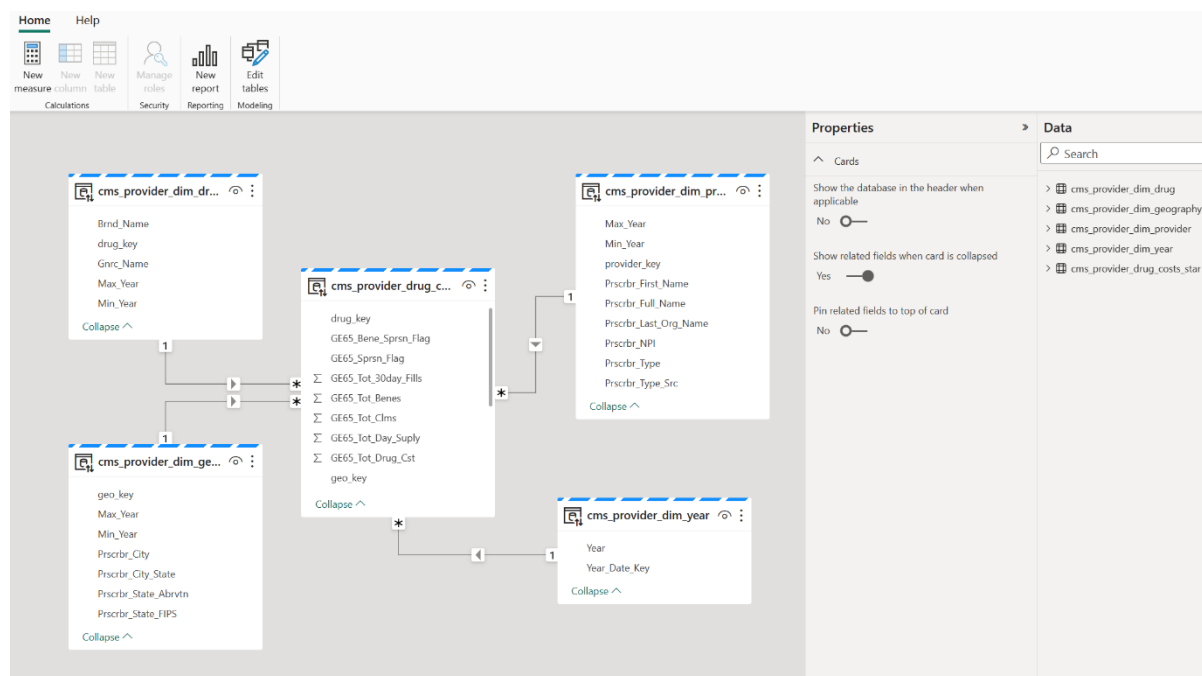 Home Help
New measure
New column
New table
Manage roles
New report
Edit tables
Calculations Security Reporting Modeling
cms_provider_dim_dr...
Brnd_Name
drug_key
Gnrc_Name
Max_Year
Min_Year
Collapse
1
*
cms_provider_dim_ge...
geo_key
Max_Year
Min_Year
Prscrbr_City
Prscrbr_City_State
Prscrbr_State_Abrvtn
Prscrbr_State_FIPS
Collapse
1
*
cms_provider_drug_c...
drug_key
GE65_Bene_Sprsn_Flag
GE65_Sprsn_Flag
Σ GE65_Tot_30day_Fills
Σ GE65_Tot_Benes
Σ GE65_Tot_Clms
Σ GE65_Tot_Day_Suply
Σ GE65_Tot_Drug_Cst
geo_key
Collapse
*
*
cms_provider_dim_pr...
Max_Year
Min_Year
provider_key
Prscrbr_First_Name
Prscrbr_Full_Name
Prscrbr_Last_Org_Name
Prscrbr_NPI
Prscrbr_Type
Prscrbr_Type_Src
Collapse
1
cms_provider_dim_year
Year
Year_Date_Key
Collapse
1
Properties
Cards
Show the database in the header when
applicable
No
Show related fields when card is collapsed
Yes
Pin related fields to top of card
No
Data
Search
cms_provider_dim_drug
cms_provider_dim_geography
cms_provider_dim_provider
cms_provider_dim_year
cms_provider_drug_costs_star